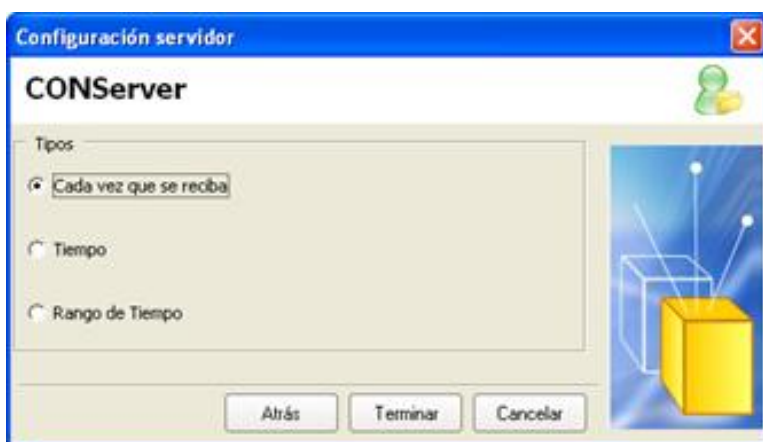 Configuración servidor
CONServer
Tipos
Cada vez que se reciba
Tiempo
Rango de Tiempo
Atrás Terminar Cancelar